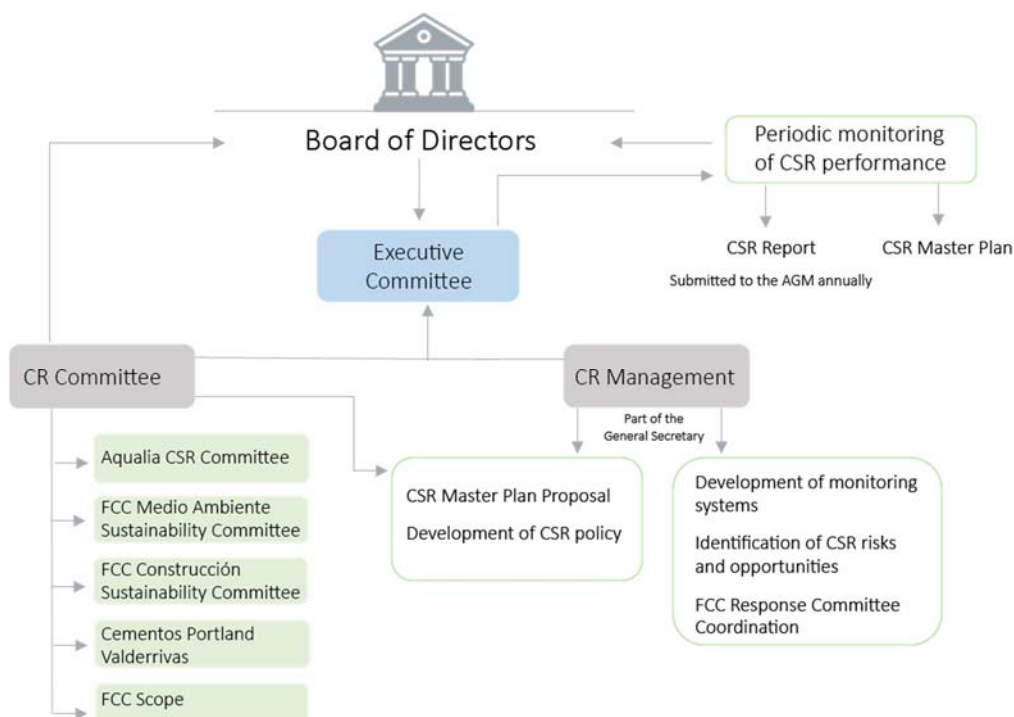 Board of Directors
Periodic monitoring
of CSR performance
Executive
Committee
CSR Report
CSR Master Plan
Submitted to the AGM annually
CR Committee
CR Management
Part of the
General Secretary
Aqualia CSR Committee
FCC Medio Ambiente
Sustainability Committee
FCC Construcción
Sustainability Committee
Cementos Portland
Valderrivas
FCC Scope
CSR Master Plan Proposal
Development of CSR policy
Development of monitoring
systems
Identification of CSR risks
and opportunities
FCC Response Committee
Coordination